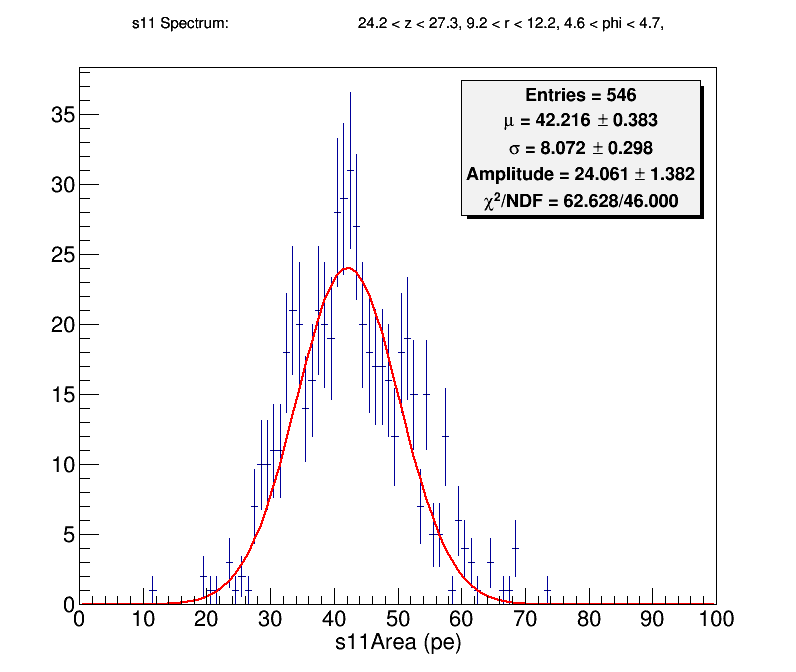 s11 Spectrum: 24.2 < z < 27.3, 9.2 < r < 12.2, 4.6 < phi < 4.7,
Entries = 546
μ = 42.216 ± 0.383
σ = 8.072 ± 0.298
Amplitude = 24.061 ± 1.382
χ²/NDF = 62.628/46.000
35
30
25
20
15
10
5
0
0 10 20 30 40 50 60 70 80 90 100
s11Area (pe)